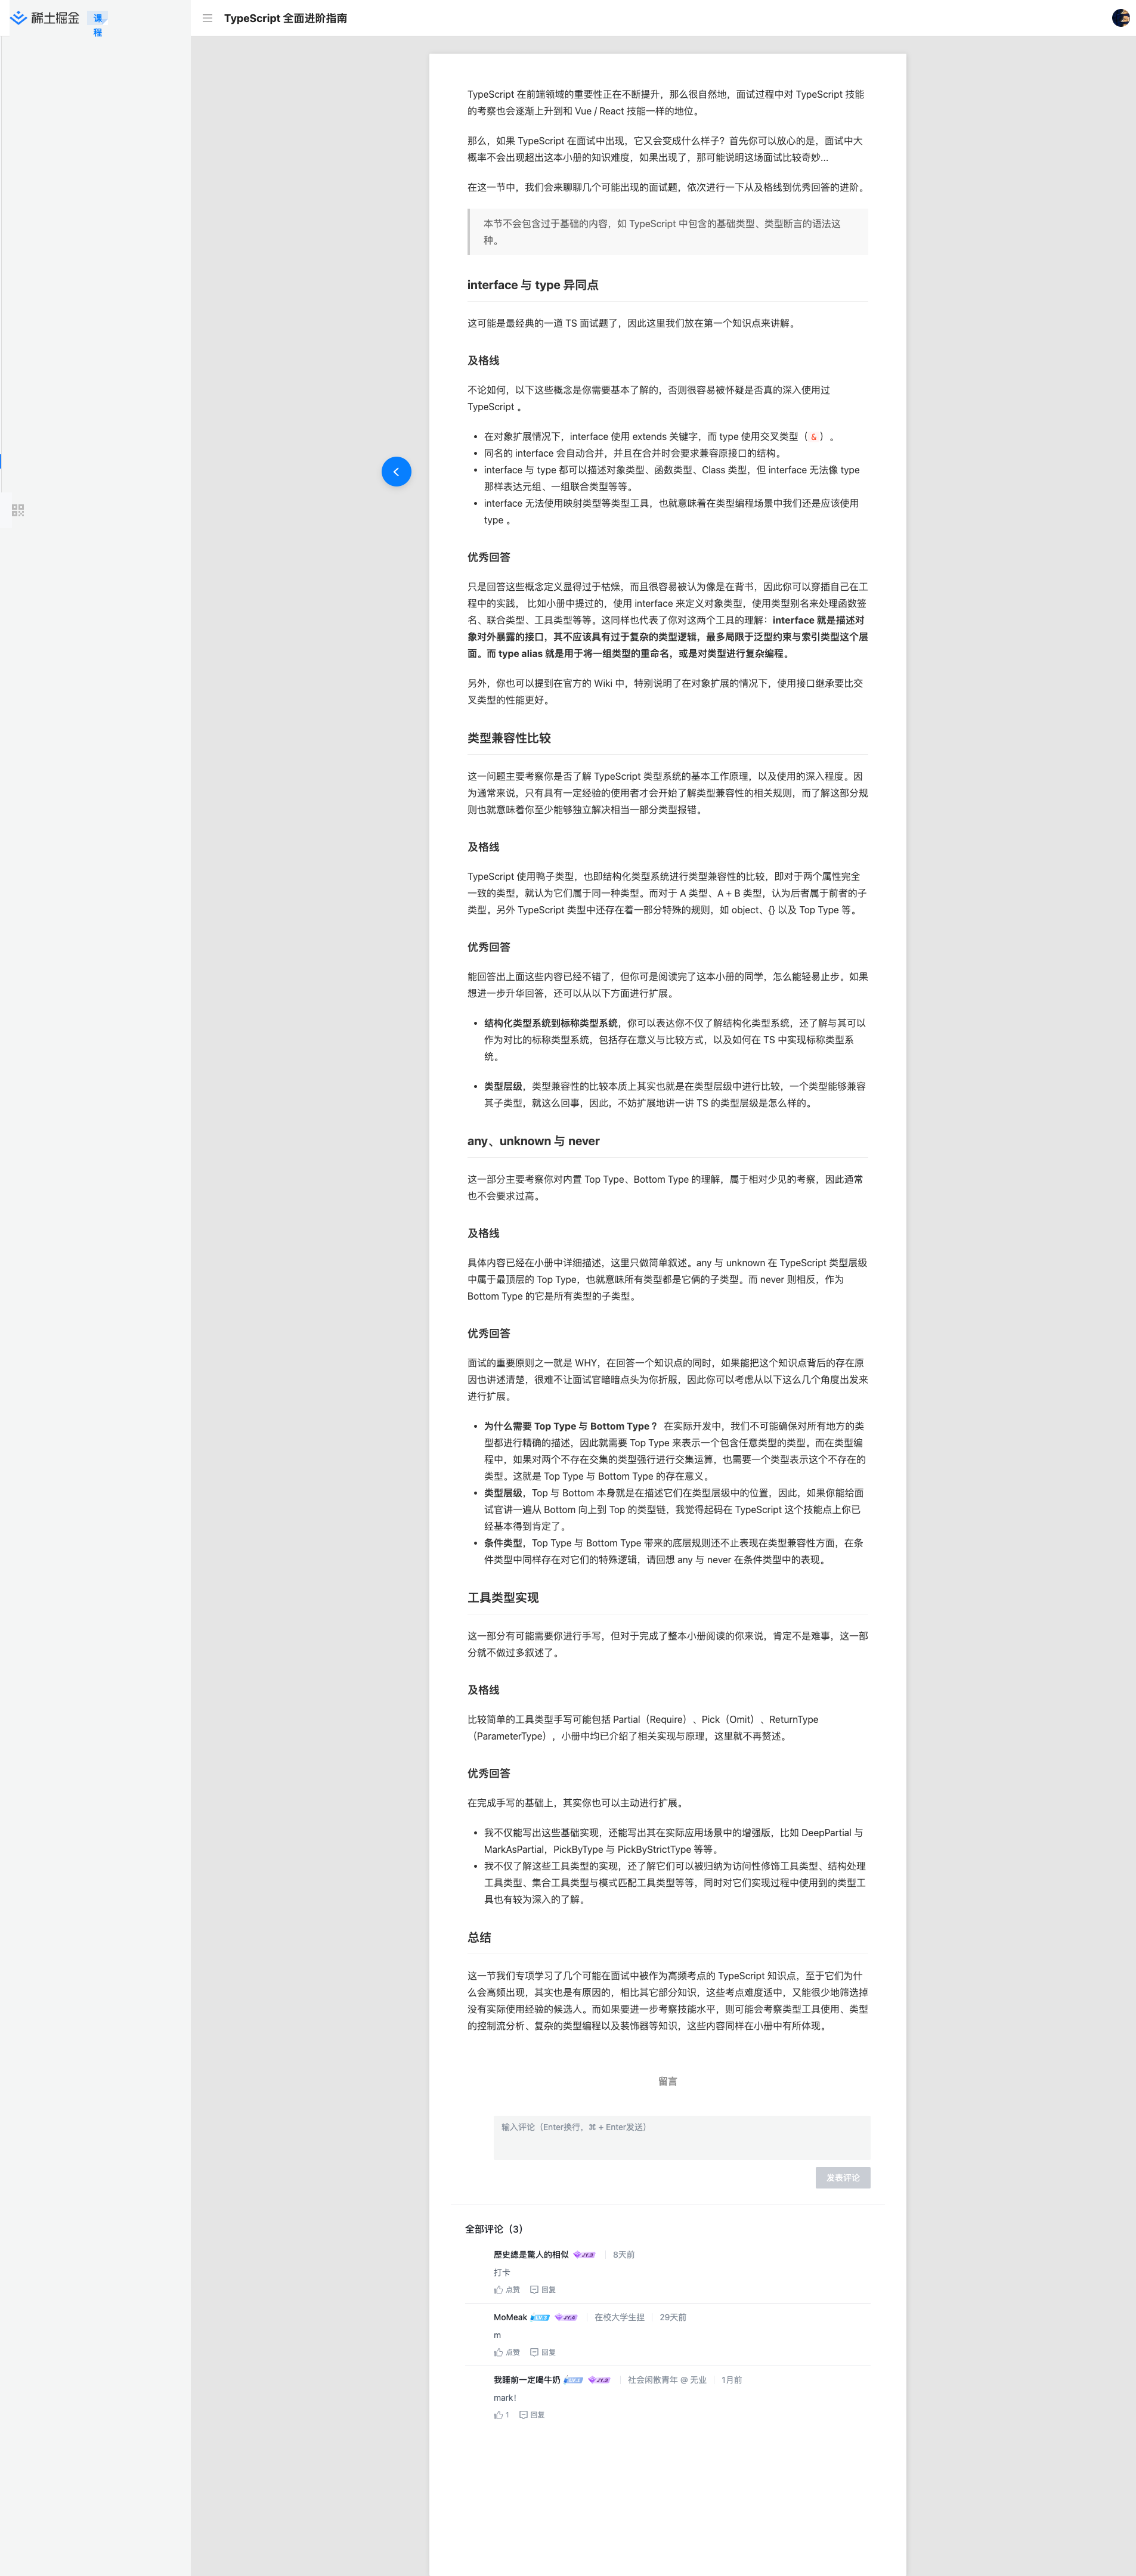 稀土掘金
课
程
TypeScript 全面进阶指南
TypeScript 在前端领域的重要性正在不断提升，那么很自然地，面试过程中对 TypeScript 技能
的考察也会逐渐上升到和 Vue / React 技能一样的地位。
那么，如果 TypeScript 在面试中出现，它又会变成什么样子？首先你可以放心的是，面试中大
概率不会出现超出这本小册的知识难度，如果出现了，那可能说明这场面试比较奇妙...
在这一节中，我们会来聊聊几个可能出现的面试题，依次进行一下从及格线到优秀回答的进阶。
本节不会包含过于基础的内容，如 TypeScript 中包含的基础类型、类型断言的语法这
种。
interface 与 type 异同点
这可能是最经典的一道 TS 面试题了，因此这里我们放在第一个知识点来讲解。
及格线
不论如何，以下这些概念是你需要基本了解的，否则很容易被怀疑是否真的深入使用过
TypeScript 。
• 在对象扩展情况下，interface 使用 extends 关键字，而 type 使用交叉类型（ & ）。
• 同名的 interface 会自动合并，并且在合并时会要求兼容原接口的结构。
• interface 与 type 都可以描述对象类型、函数类型、Class 类型，但 interface 无法像 type
那样表达元组、一组联合类型等等。
• interface 无法使用映射类型等类型工具，也就意味着在类型编程场景中我们还是应该使用
type 。
优秀回答
只是回答这些概念定义显得过于枯燥，而且很容易被认为像是在背书，因此你可以穿插自己在工
程中的实践， 比如小册中提过的，使用 interface 来定义对象类型，使用类型别名来处理函数签
名、联合类型、工具类型等等。这同样也代表了你对这两个工具的理解：interface 就是描述对
象对外暴露的接口，其不应该具有过于复杂的类型逻辑，最多局限于泛型约束与索引类型这个层
面。而 type alias 就是用于将一组类型的重命名，或是对类型进行复杂编程。
另外，你也可以提到在官方的 Wiki 中，特别说明了在对象扩展的情况下，使用接口继承要比交
叉类型的性能更好。
类型兼容性比较
这一问题主要考察你是否了解 TypeScript 类型系统的基本工作原理，以及使用的深入程度。因
为通常来说，只有具有一定经验的使用者才会开始了解类型兼容性的相关规则，而了解这部分规
则也就意味着你至少能够独立解决相当一部分类型报错。
及格线
TypeScript 使用鸭子类型，也即结构化类型系统进行类型兼容性的比较，即对于两个属性完全
一致的类型，就认为它们属于同一种类型。而对于 A 类型、A + B 类型，认为后者属于前者的子
类型。另外 TypeScript 类型中还存在着一部分特殊的规则，如 object、{} 以及 Top Type 等。
优秀回答
能回答出上面这些内容已经不错了，但你可是阅读完了这本小册的同学，怎么能轻易止步。如果
想进一步升华回答，还可以从以下方面进行扩展。
• 结构化类型系统到标称类型系统，你可以表达你不仅了解结构化类型系统，还了解与其可以
作为对比的标称类型系统，包括存在意义与比较方式，以及如何在 TS 中实现标称类型系
统。
• 类型层级，类型兼容性的比较本质上其实也就是在类型层级中进行比较，一个类型能够兼容
其子类型，就这么回事，因此，不妨扩展地讲一讲 TS 的类型层级是怎么样的。
any、unknown 与 never
这一部分主要考察你对内置 Top Type、Bottom Type 的理解，属于相对少见的考察，因此通常
也不会要求过高。
及格线
具体内容已经在小册中详细描述，这里只做简单叙述。any 与 unknown 在 TypeScript 类型层级
中属于最顶层的 Top Type，也就意味所有类型都是它俩的子类型。而 never 则相反，作为
Bottom Type 的它是所有类型的子类型。
优秀回答
面试的重要原则之一就是 WHY，在回答一个知识点的同时，如果能把这个知识点背后的存在原
因也讲述清楚，很难不让面试官暗暗点头为你折服，因此你可以考虑从以下这么几个角度出发来
进行扩展。
• 为什么需要 Top Type 与 Bottom Type ？ 在实际开发中，我们不可能确保对所有地方的类
型都进行精确的描述，因此就需要 Top Type 来表示一个包含任意类型的类型。而在类型编
程中，如果对两个不存在交集的类型强行进行交集运算，也需要一个类型表示这个不存在的
类型。这就是 Top Type 与 Bottom Type 的存在意义。
• 类型层级，Top 与 Bottom 本身就是在描述它们在类型层级中的位置，因此，如果你能给面
试官讲一遍从 Bottom 向上到 Top 的类型链，我觉得起码在 TypeScript 这个技能点上你已
经基本得到肯定了。
• 条件类型，Top Type 与 Bottom Type 带来的底层规则还不止表现在类型兼容性方面，在条
件类型中同样存在对它们的特殊逻辑，请回想 any 与 never 在条件类型中的表现。
工具类型实现
这一部分有可能需要你进行手写，但对于完成了整本小册阅读的你来说，肯定不是难事，这一部
分就不做过多叙述了。
及格线
比较简单的工具类型手写可能包括 Partial（Require）、Pick（Omit）、ReturnType
（ParameterType），小册中均已介绍了相关实现与原理，这里就不再赘述。
优秀回答
在完成手写的基础上，其实你也可以主动进行扩展。
• 我不仅能写出这些基础实现，还能写出其在实际应用场景中的增强版，比如 DeepPartial 与
MarkAsPartial，PickByType 与 PickByStrictType 等等。
• 我不仅了解这些工具类型的实现，还了解它们可以被归纳为访问性修饰工具类型、结构处理
工具类型、集合工具类型与模式匹配工具类型等等，同时对它们实现过程中使用到的类型工
具也有较为深入的了解。
总结
这一节我们专项学习了几个可能在面试中被作为高频考点的 TypeScript 知识点，至于它们为什
么会高频出现，其实也是有原因的，相比其它部分知识，这些考点难度适中，又能很少地筛选掉
没有实际使用经验的候选人。而如果要进一步考察技能水平，则可能会考察类型工具使用、类型
的控制流分析、复杂的类型编程以及装饰器等知识，这些内容同样在小册中有所体现。
留言
输入评论（Enter换行，⌘ + Enter发送）
发表评论
全部评论（3）
歷史總是驚人的相似 8天前
打卡
点赞 回复
MoMeak 在校大学生捏 29天前
m
点赞 回复
我睡前一定喝牛奶 社会闲散青年 @ 无业 1月前
mark！
1 回复